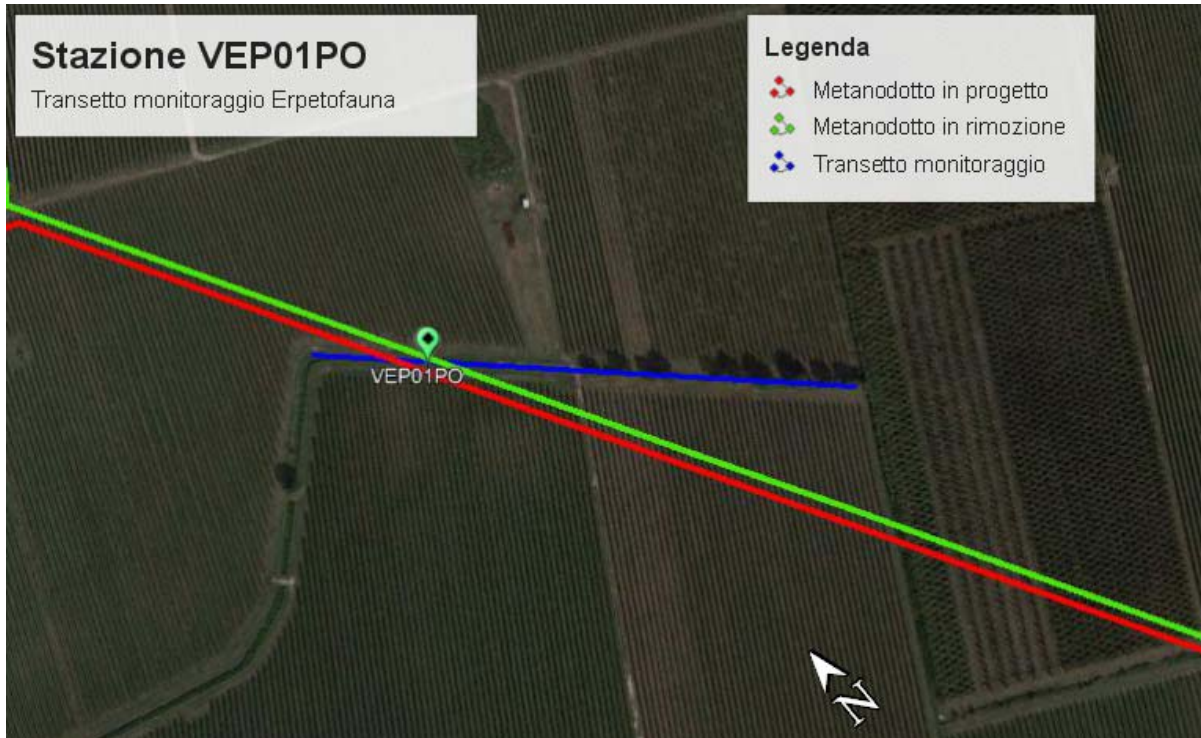 Stazione VEP01PO
Transetto monitoraggio Erpetofauna
Legenda
Metanodotto in progetto
Metanodotto in rimozione
Transetto monitoraggio
VEP01PO
N